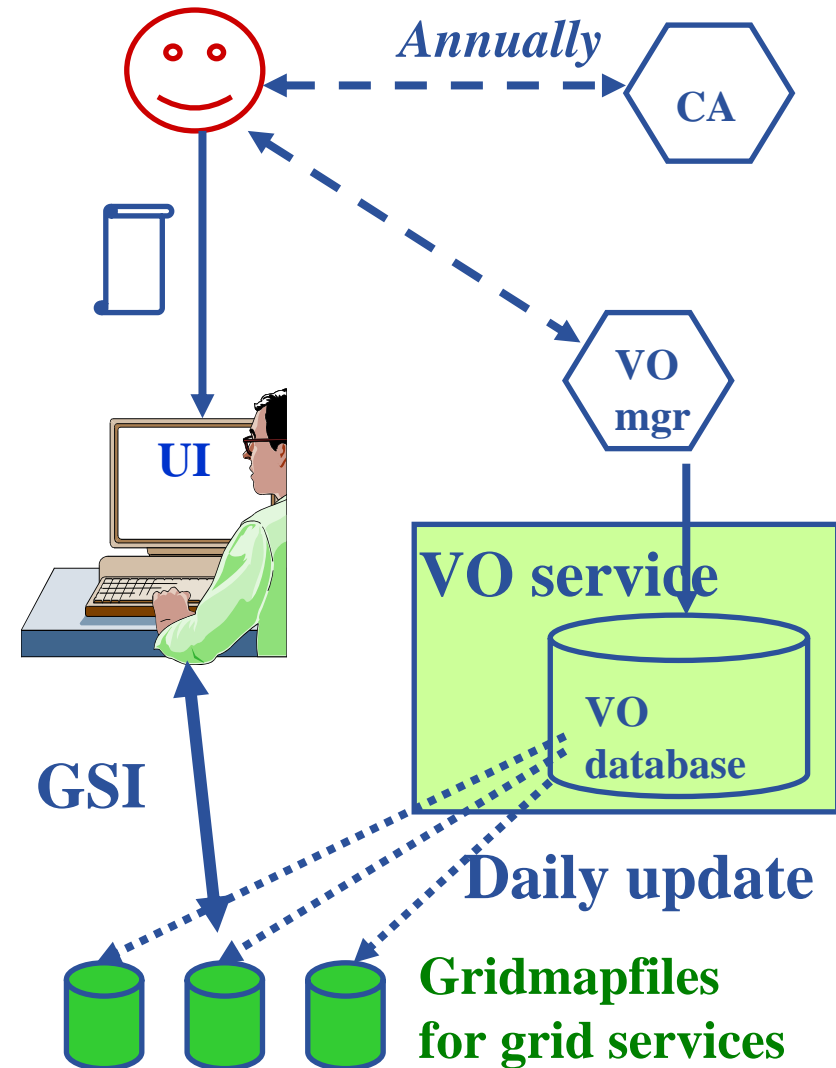 Annually
CA
VO
mgr
UI
VO service
VO
database
GSI
Daily update
Gridmapfiles
for grid services